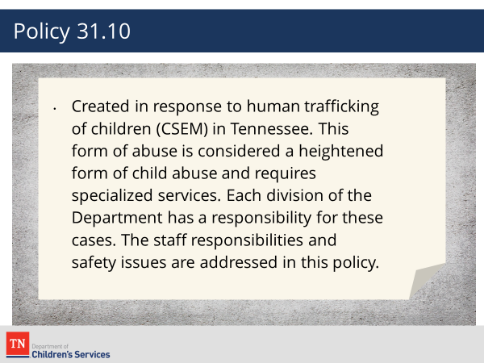 Policy 31.10
· Created in response to human trafficking
of children (CSEM) in Tennessee. This
form of abuse is considered a heightened
form of child abuse and requires
specialized services. Each division of the
Department has a responsibility for these
cases. The staff responsibilities and
safety issues are addressed in this policy.
TN
Department of
Children's Services